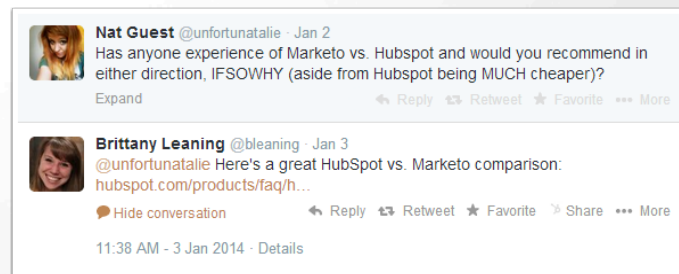 Nat Guest @unfortunatalie · Jan 2
Has anyone experience of Marketo vs. Hubspot and would you recommend in
either direction, IFSOWHY (aside from Hubspot being MUCH cheaper)?
Expand Reply Retweet Favorite ••• More
Brittany Leaning @bleaning · Jan 3
@unfortunatalie Here's a great HubSpot vs. Marketo comparison:
hubspot.com/products/faq/h...
Hide conversation Reply Retweet Favorite Share ••• More
11:38 AM - 3 Jan 2014 · Details